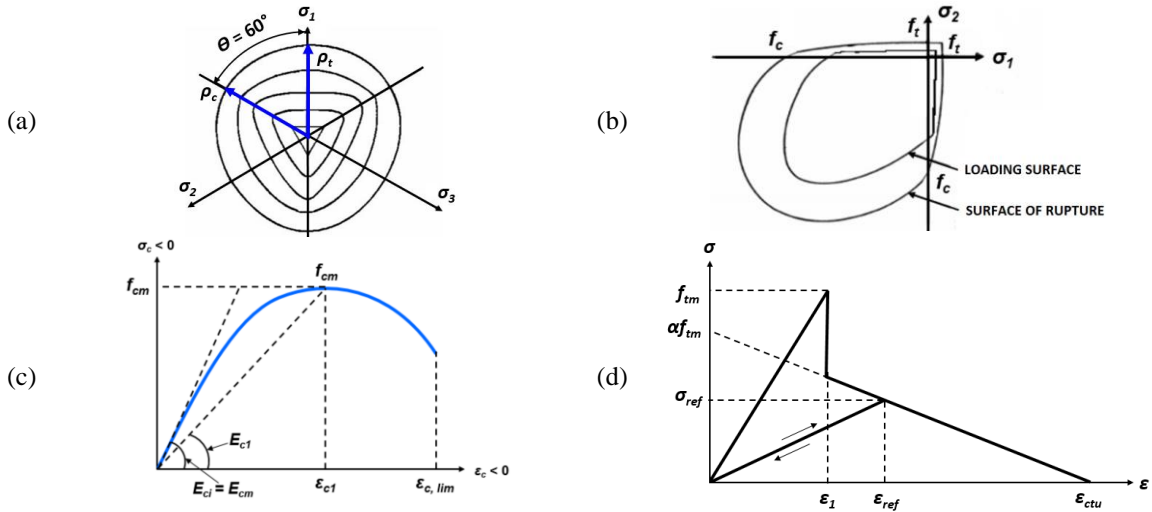 (a)
σ1
Θ = 60°
ρt
ρc
σ2
σ3
(b)
σ2
fc
ft
ft
σ1
LOADING SURFACE
fc
SURFACE OF RUPTURE
(c)
σc < 0
fcm
fcm
Ec1
Eci = Ecm
εc1
εc, lim
εc < 0
(d)
σ
ftm
αftm
σref
ε1
εref
εctu
ε